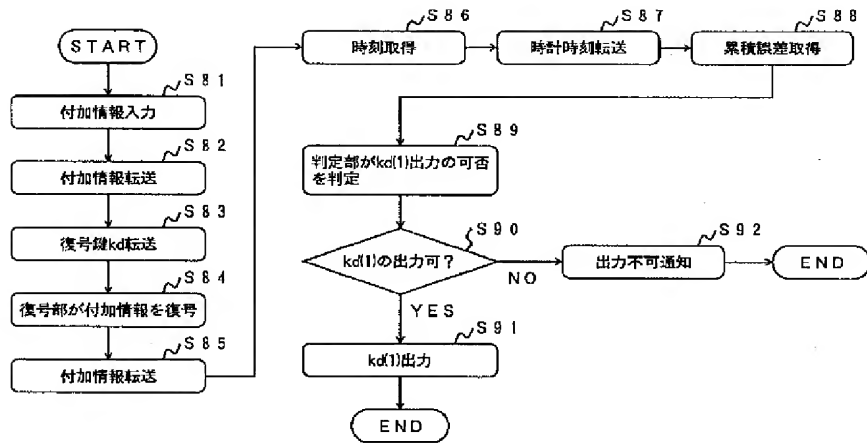 START
S81
付加情報入力
S82
付加情報転送
S83
復号鍵kd転送
S84
復号部が付加情報を復号
S85
付加情報転送
S86
時刻取得
S87
時計時刻転送
S88
累積誤差取得
S89
判定部がkd(1)出力の可否
を判定
S90
kd(1)の出力可?
NO
S92
出力不可通知
END
YES
S91
kd(1)出力
END